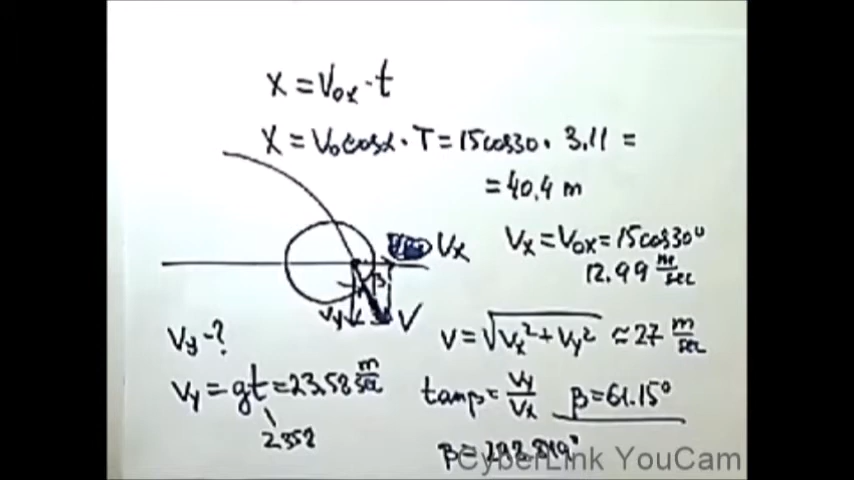 x = V₀ₓ · t
X = V₀cosα · T = 15cos30 · 3.11 =
= 40.4 m
Vx
Vx = V₀x = 15cos30°
12.99 m/sec
Vy
V
β
Vy - ?
V = √(Vx² + Vy²) ≈ 27 m/sec
Vy = gt = 23.58 m/sec
2.358
tanβ = Vy/Vx β = 61.15°
β =
CyberLink YouCam